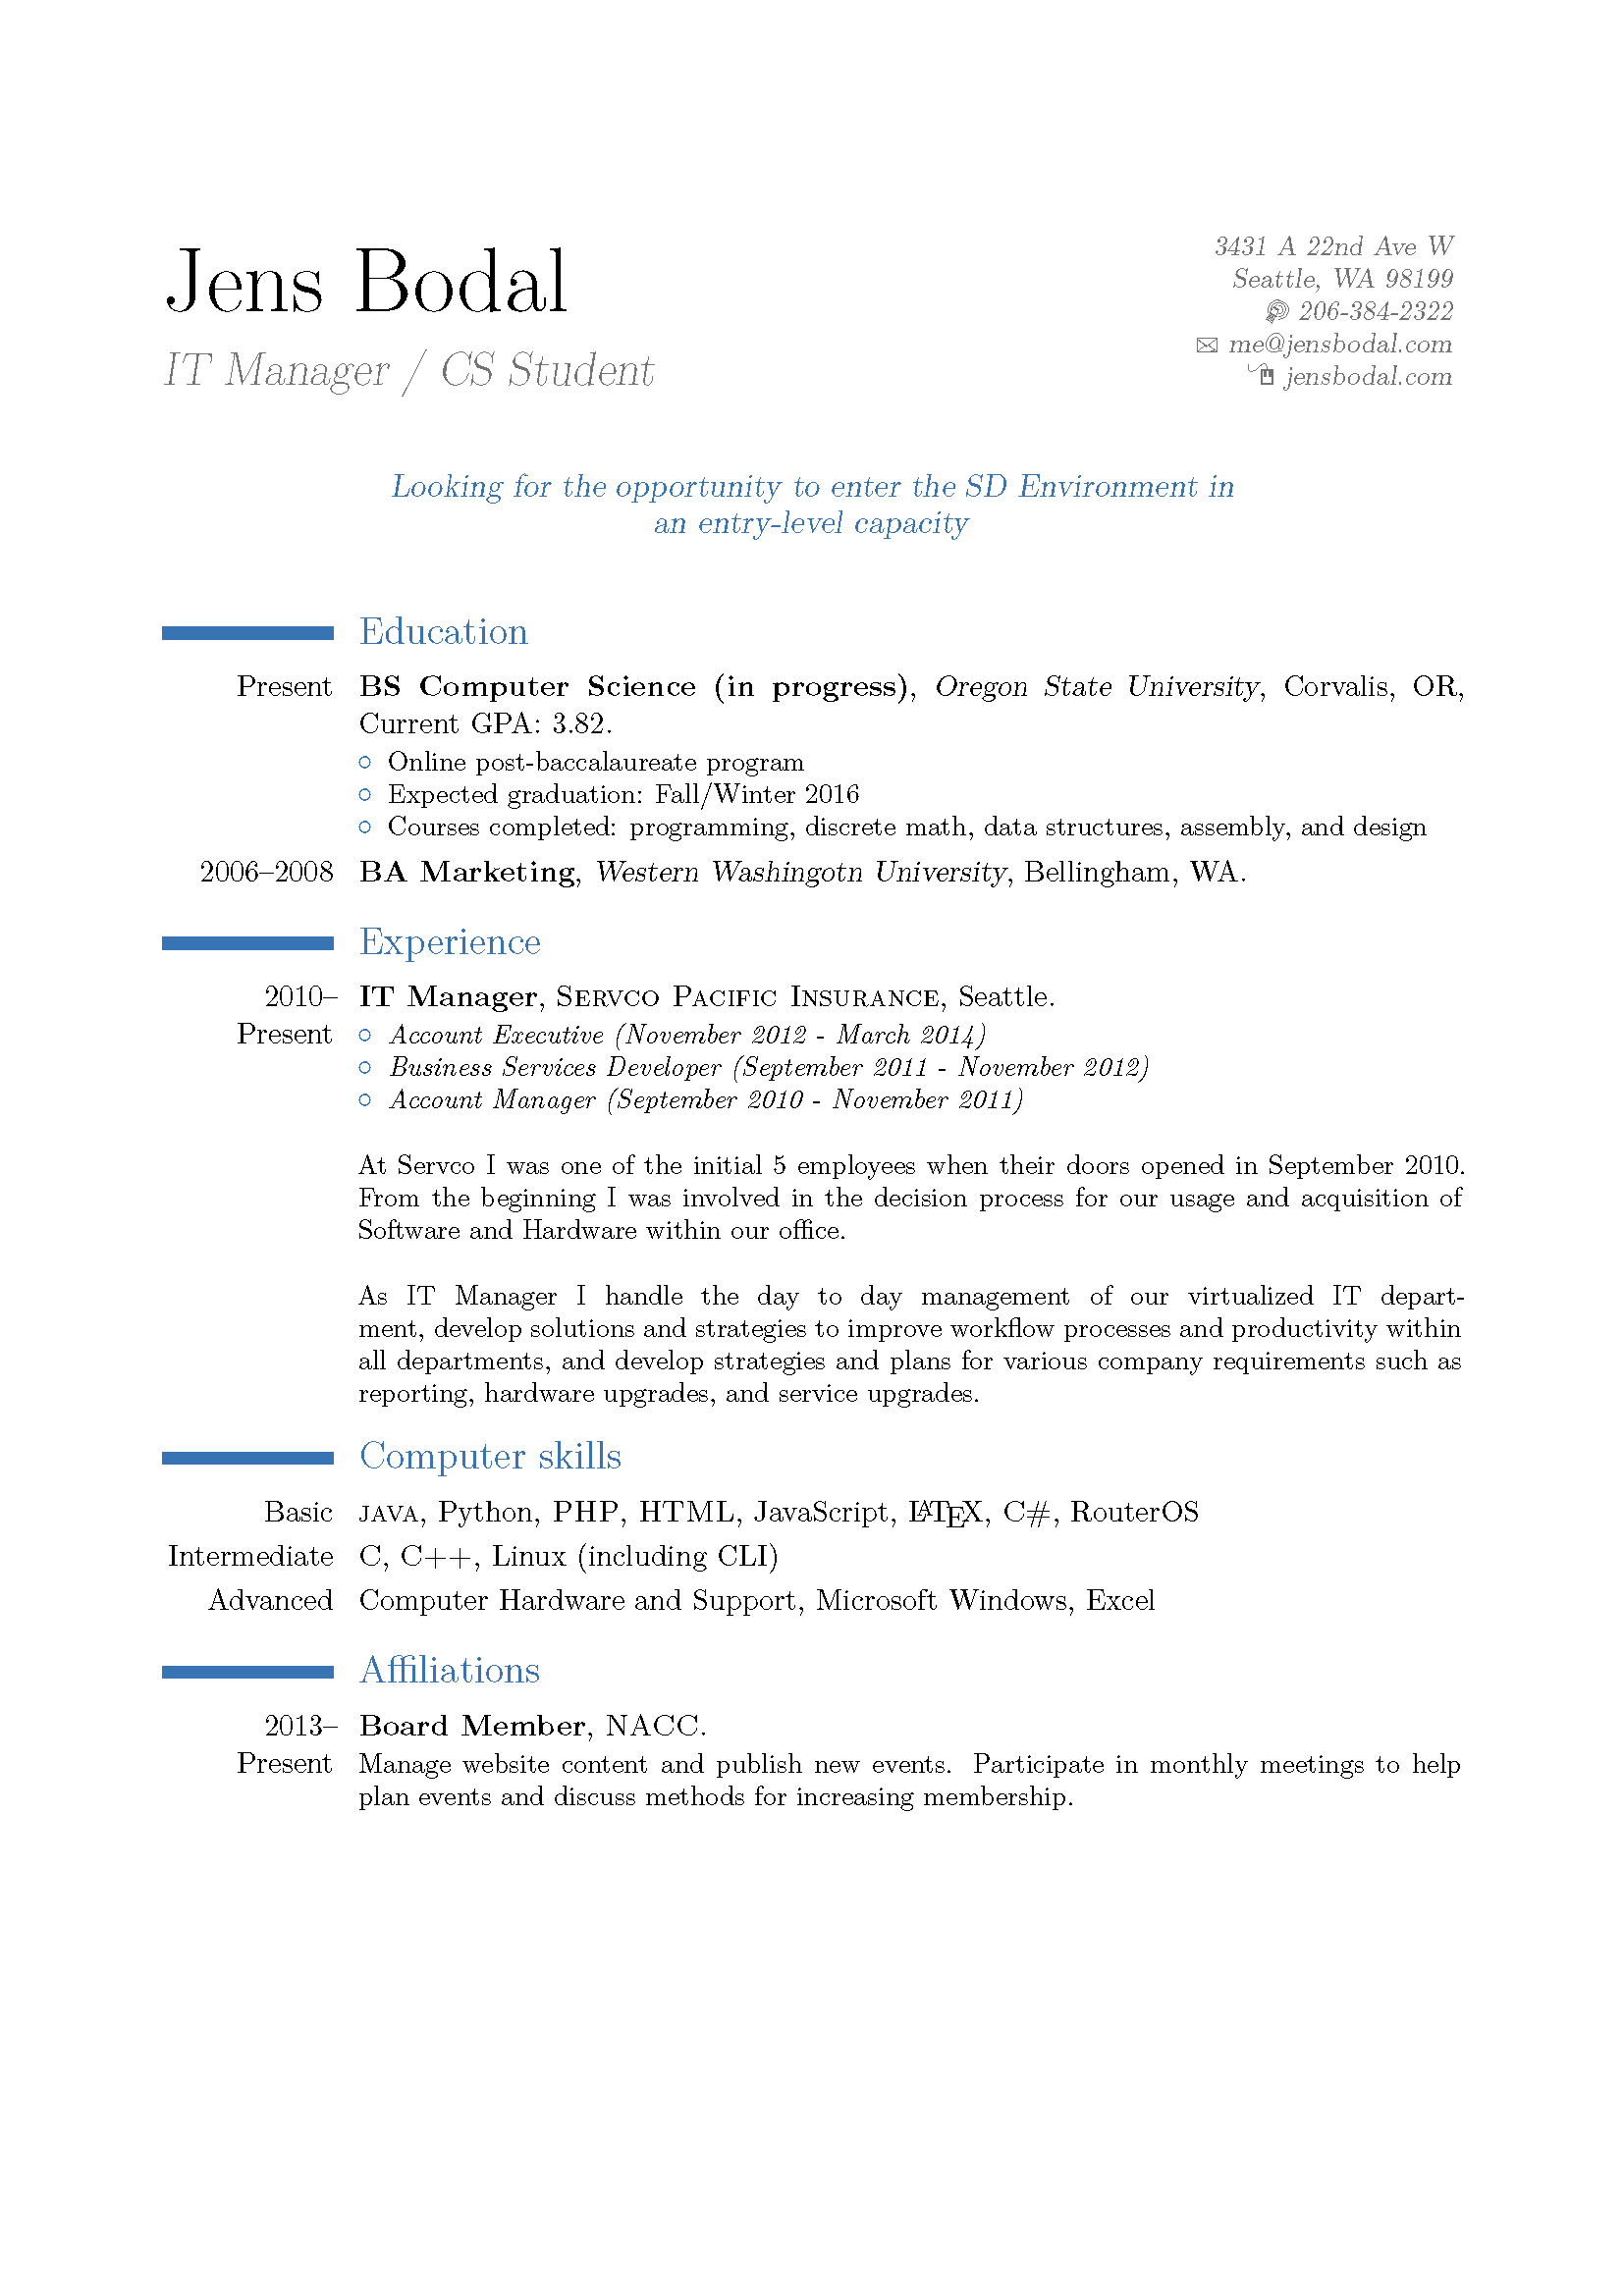 Jens Bodal
IT Manager / CS Student
3431 A 22nd Ave W
Seattle, WA 98199
206-384-2322
me@jensbodal.com
jensbodal.com
Looking for the opportunity to enter the SD Environment in
an entry-level capacity
Education
Present BS Computer Science (in progress), Oregon State University, Corvalis, OR,
Current GPA: 3.82.
○ Online post-baccalaureate program
○ Expected graduation: Fall/Winter 2016
○ Courses completed: programming, discrete math, data structures, assembly, and design
2006–2008 BA Marketing, Western Washingotn University, Bellingham, WA.
Experience
2010– IT Manager, Servco Pacific Insurance, Seattle.
Present ○ Account Executive (November 2012 - March 2014)
○ Business Services Developer (September 2011 - November 2012)
○ Account Manager (September 2010 - November 2011)
At Servco I was one of the initial 5 employees when their doors opened in September 2010.
From the beginning I was involved in the decision process for our usage and acquisition of
Software and Hardware within our office.
As IT Manager I handle the day to day management of our virtualized IT depart-
ment, develop solutions and strategies to improve workflow processes and productivity within
all departments, and develop strategies and plans for various company requirements such as
reporting, hardware upgrades, and service upgrades.
Computer skills
Basic java, Python, PHP, HTML, JavaScript, LATEX, C#, RouterOS
Intermediate C, C++, Linux (including CLI)
Advanced Computer Hardware and Support, Microsoft Windows, Excel
Affiliations
2013– Board Member, NACC.
Present Manage website content and publish new events. Participate in monthly meetings to help
plan events and discuss methods for increasing membership.